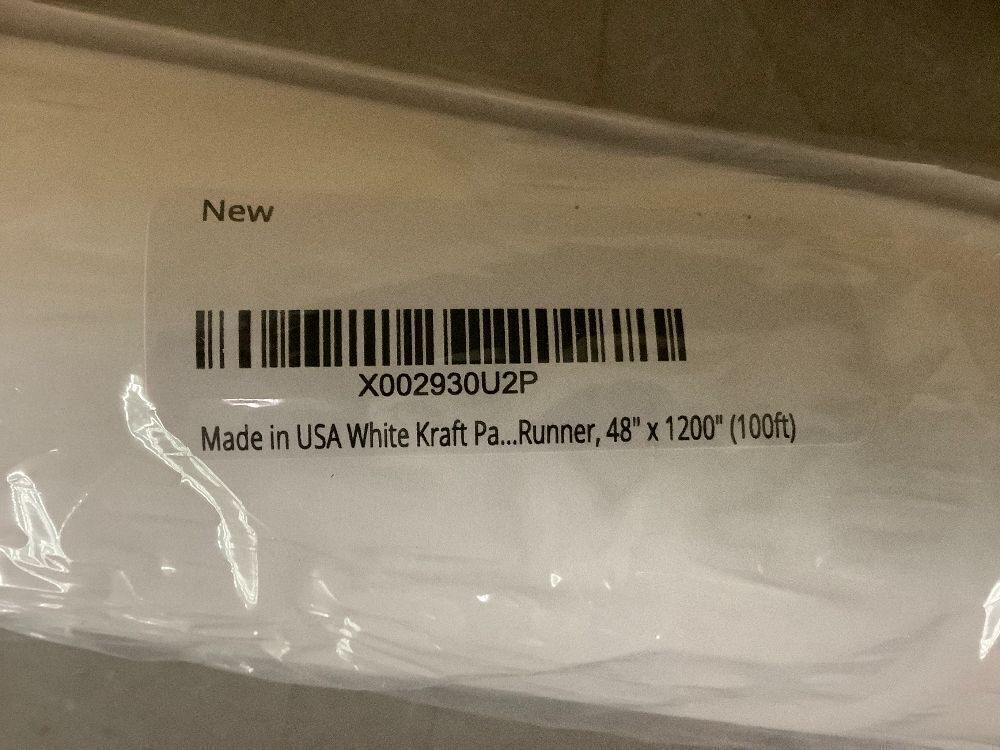 New
X002930U2P
Made in USA White Kraft Pa...Runner, 48" x 1200" (100ft)